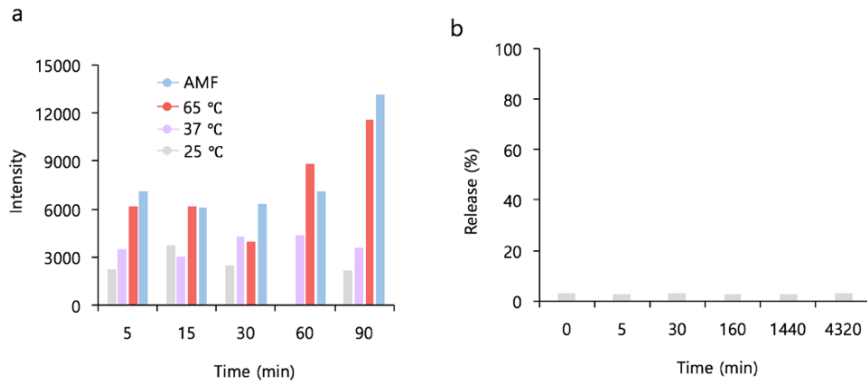 a
15000
12000
9000
6000
3000
0
Intensity
AMF
65 ℃
37 ℃
25 ℃
5 15 30 60 90
Time (min)
b
100
80
60
40
20
0
Release (%)
0 5 30 160 1440 4320
Time (min)